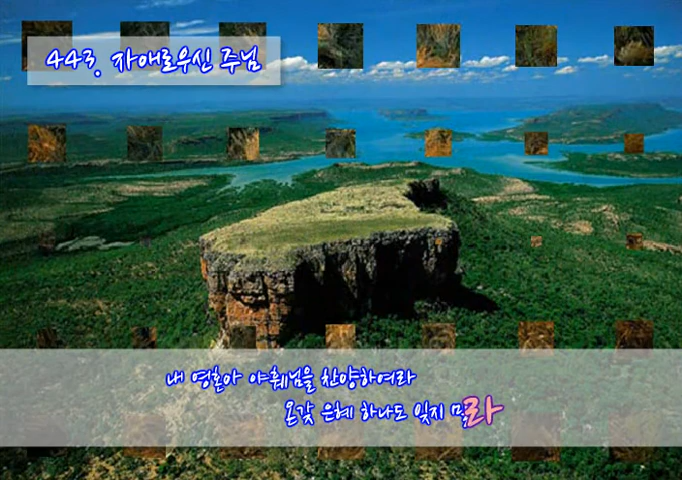 443. 자애로우신 주님
내 영혼아 야훼님을 찬양하여라
온갖 은혜 하나도 잊지 마라